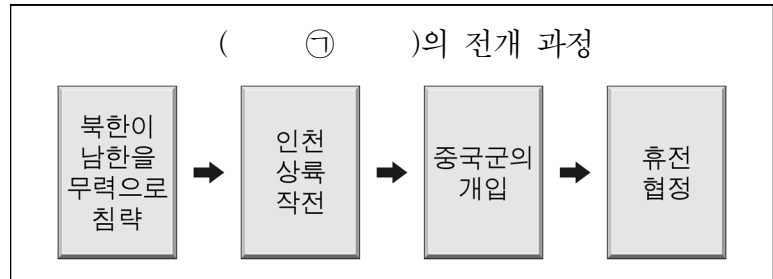 ( ㉠ )의 전개 과정
북한이
남한을
무력으로
침략
인천
상륙
작전
중국군의
개입
휴전
협정